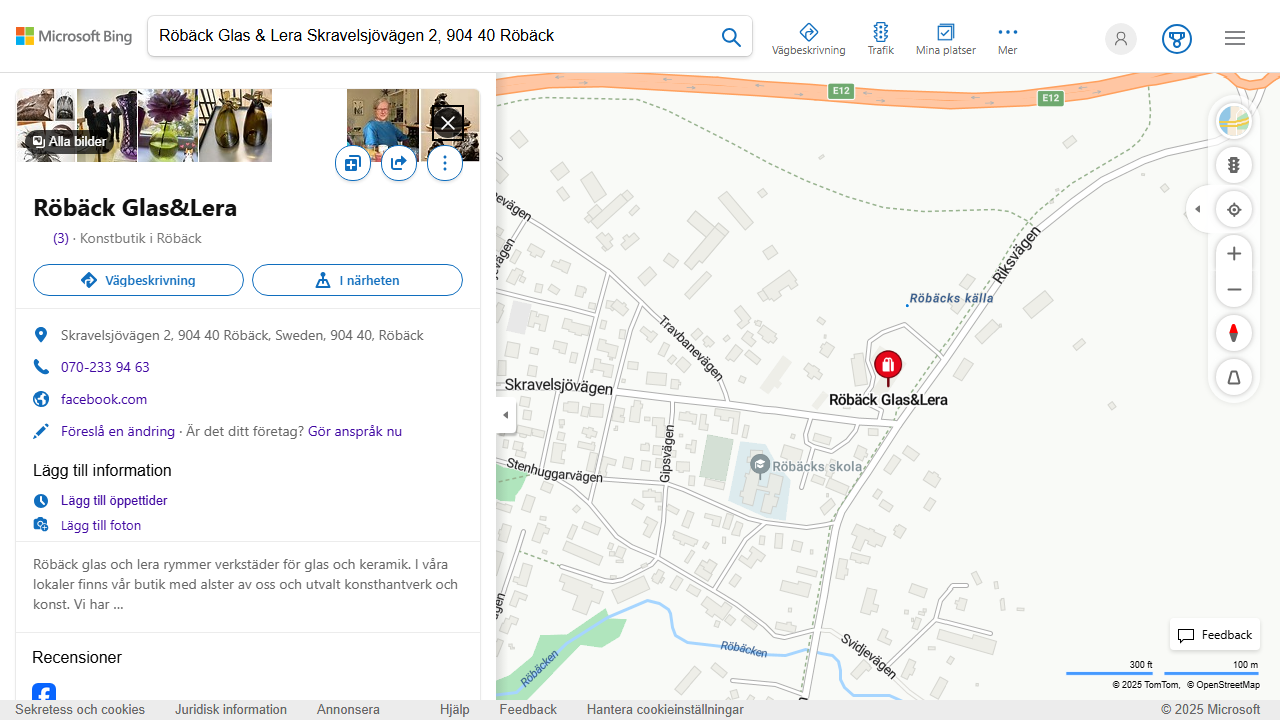 Microsoft Bing
Röbäck Glas & Lera Skravelsjövägen 2, 904 40 Röbäck
Vägbeskrivning
Trafik
Mina platser
Mer
Alla bilder
Röbäck Glas&Lera
(3) · Konstbutik i Röbäck
Vägbeskrivning
I närheten
Skravelsjövägen 2, 904 40 Röbäck, Sweden, 904 40, Röbäck
070-233 94 63
facebook.com
Föreslå en ändring · Är det ditt företag? Gör anspråk nu
Lägg till information
Lägg till öppettider
Lägg till foton
Röbäck glas och lera rymmer verkstäder för glas och keramik. I våra
lokaler finns vår butik med alster av oss och utvalt konsthantverk och
konst. Vi har ...
Recensioner
E12
E12
Riksvägen
Röbäcks källa
Travbanevägen
Skravelsjövägen
Röbäck Glas&Lera
Gipsvägen
Röbäcks skola
Stenhuggarvägen
Röbäcken
Röbäcken
Svidjevägen
Feedback
300 ft
100 m
© 2025 TomTom, © OpenStreetMap
Sekretess och cookies
Juridisk information
Annonsera
Hjälp
Feedback
Hantera cookieinställningar
© 2025 Microsoft